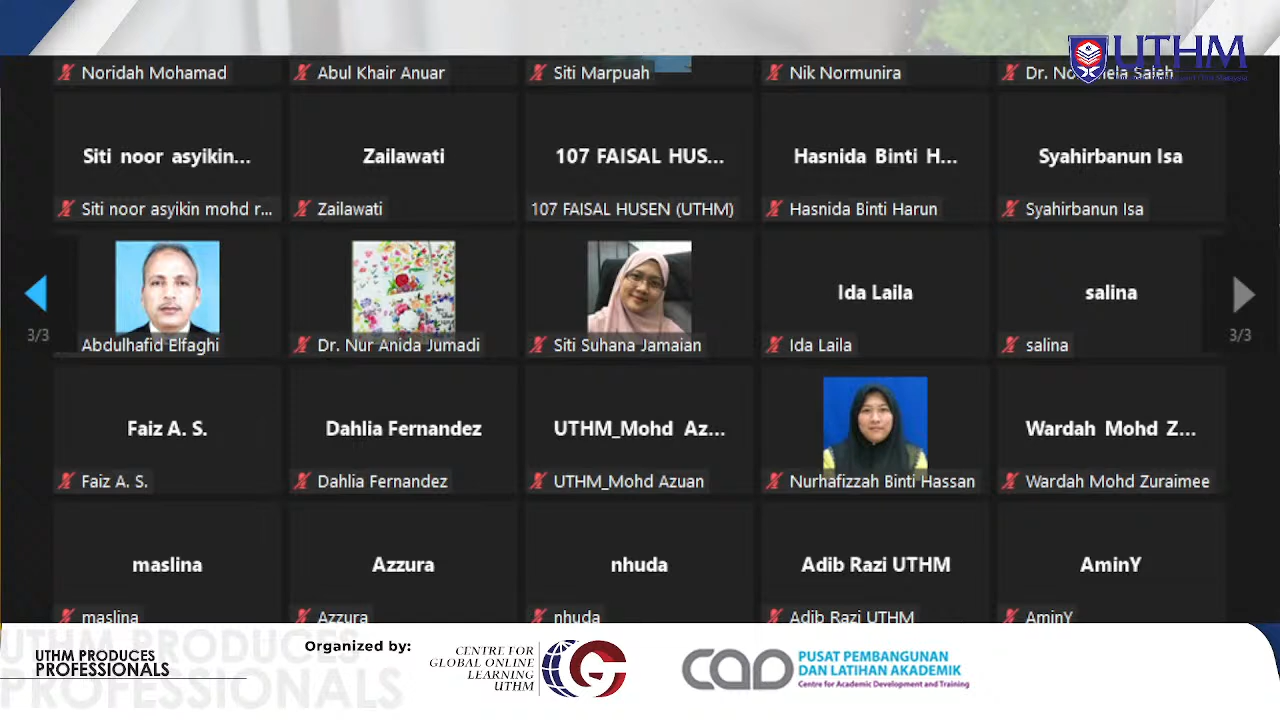 UTHM
Noridah Mohamad
Abul Khair Anuar
Siti Marpuah
Nik Normunira
Siti noor asyikin...
Zailawati
107 FAISAL HUS...
Hasnida Binti H...
Syahirbanun Isa
Siti noor asyikin mohd r...
Zailawati
107 FAISAL HUSEN (UTHM)
Hasnida Binti Harun
Syahirbanun Isa
Ida Laila
salina
3/3
Abdulhafid Elfaghi
Dr. Nur Anida Jumadi
Siti Suhana Jamaian
Ida Laila
salina
3/3
Faiz A. S.
Dahlia Fernandez
UTHM_Mohd Az...
Wardah Mohd Z...
Faiz A. S.
Dahlia Fernandez
UTHM_Mohd Azuan
Nurhafizzah Binti Hassan
Wardah Mohd Zuraimee
maslina
Azzura
nhuda
Adib Razi UTHM
AminY
maslina
Azzura
nhuda
Adib Razi UTHM
AminY
UTHM PRODUCES
PROFESSIONALS
UTHM PRODUCES
PROFESSIONALS
Organized by:
CENTRE FOR
GLOBAL ONLINE
LEARNING
UTHM
G
CAD
PUSAT PEMBANGUNAN
DAN LATIHAN AKADEMIK
Centre for Academic Development and Training